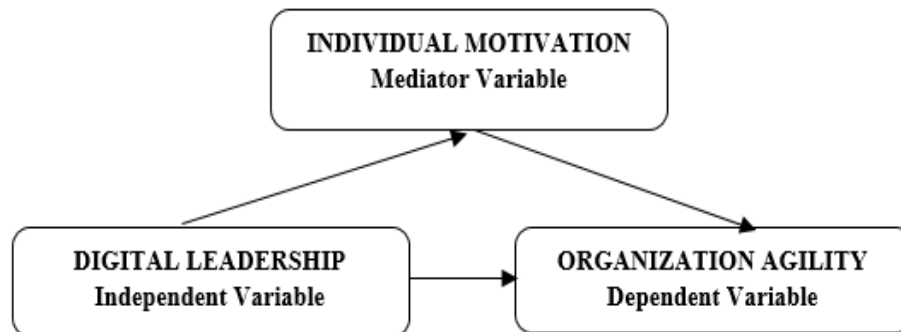 INDIVIDUAL MOTIVATION
Mediator Variable
DIGITAL LEADERSHIP
Independent Variable
ORGANIZATION AGILITY
Dependent Variable